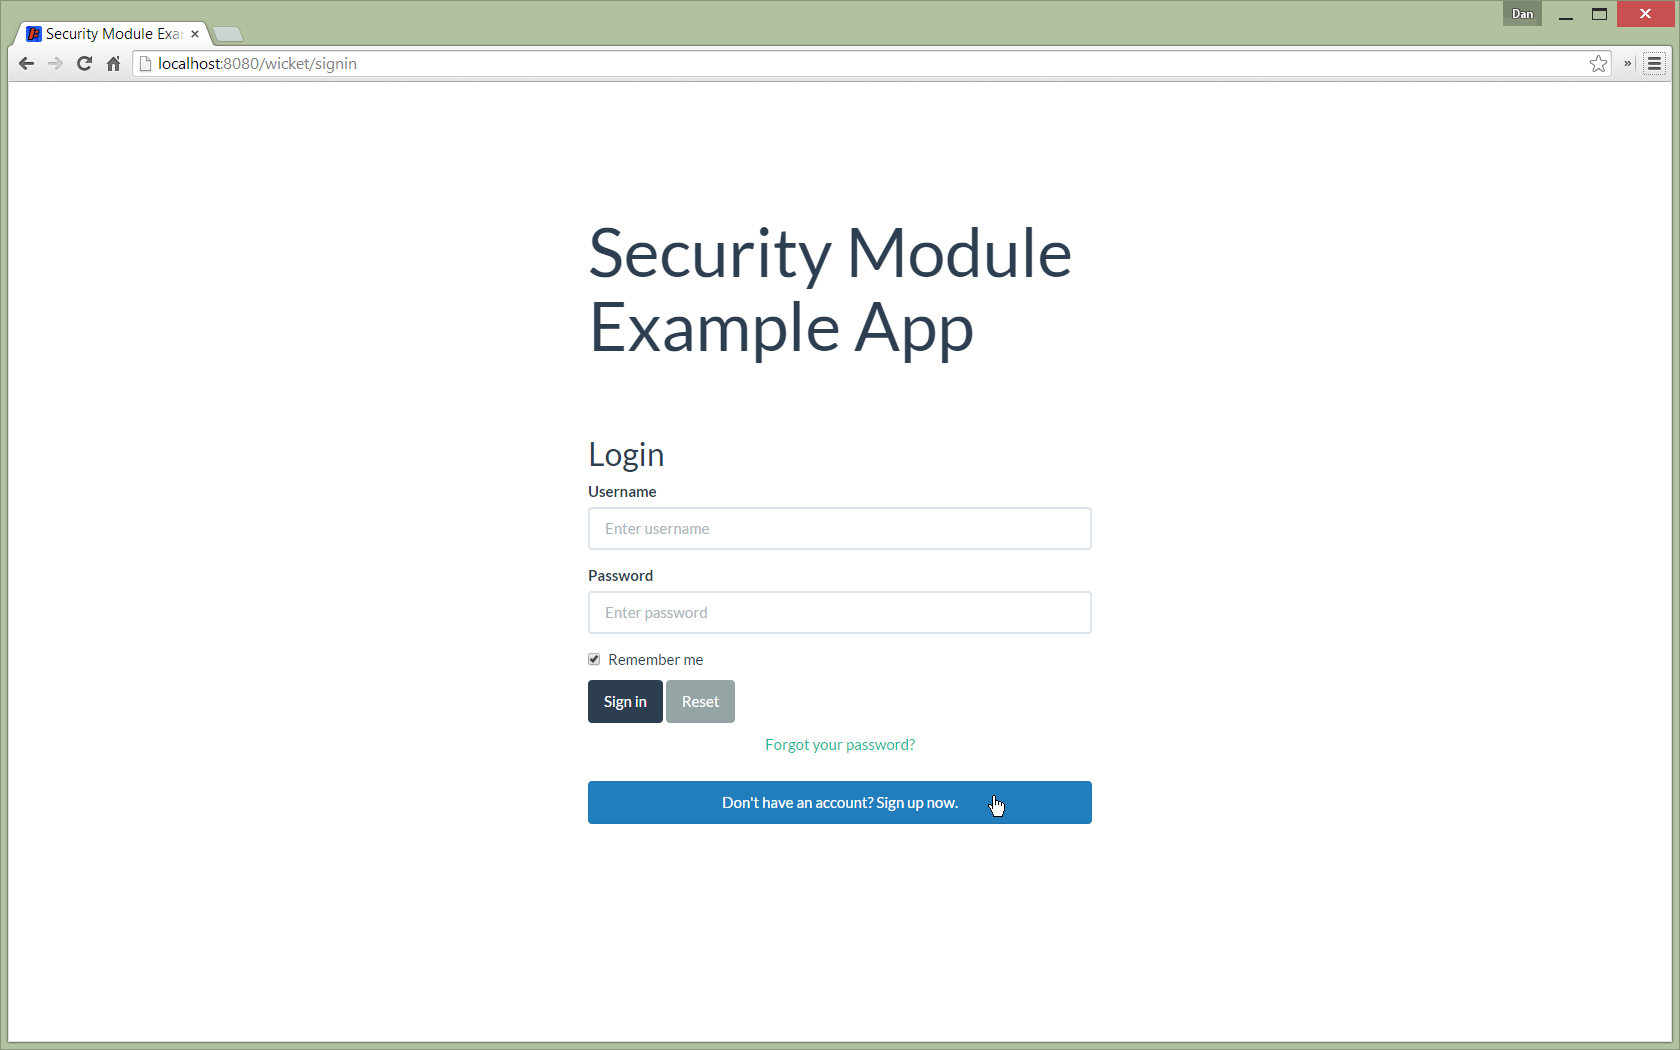 Dan
Security Module Exa
localhost:8080/wicket/signin
Security Module
Example App
Login
Username
Enter username
Password
Enter password
Remember me
Sign in Reset
Forgot your password?
Don't have an account? Sign up now.